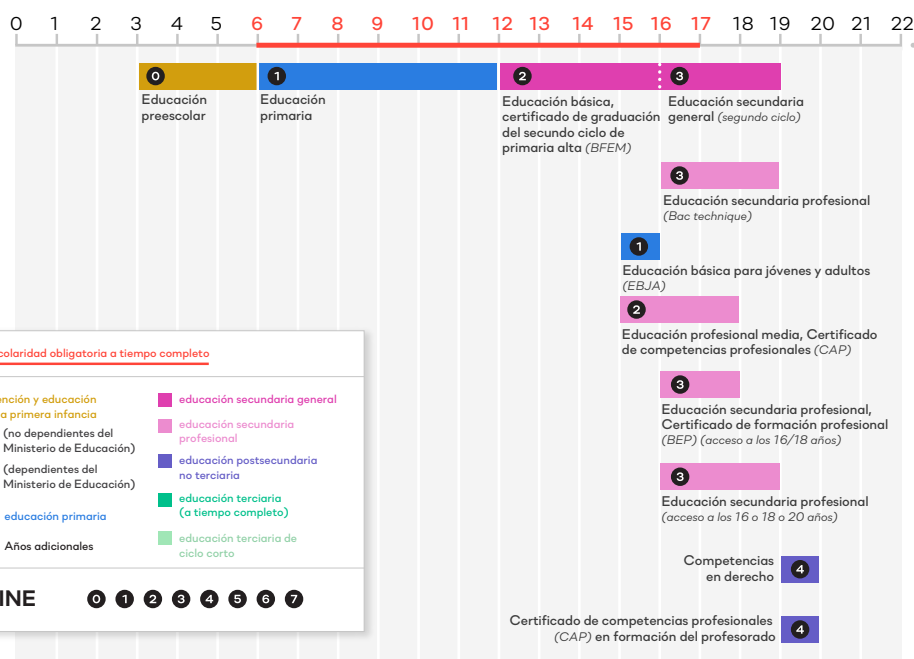 0 1 2 3 4 5 6 7 8 9 10 11 12 13 14 15 16 17 18 19 20 21 22
0
Educación
preescolar
1
Educación
primaria
2
Educación básica,
certificado de graduación
del secundo ciclo de
primaria alta (BFEM)
3
Educación secundaria
general (segundo ciclo)
3
Educación secundaria profesional
(Bac technique)
1
Educación básica para jóvenes y adultos
(EBJA)
2
Educación profesional media, Certificado
de competencias profesionales (CAP)
3
Educación secundaria profesional,
Certificado de formación profesional
(BEP) (acceso a los 16/18 años)
3
Educación secundaria profesional
(acceso a los 16 o 18 o 20 años)
Competencias
en derecho
4
Certificado de competencias profesionales
(CAP) en formación del profesorado
4
colaridad obligatoria a tiempo completo
nción y educación
a primera infancia
(no dependientes del
Ministerio de Educación)
(dependientes del
Ministerio de Educación)
educación primaria
Años adicionales
educación secundaria general
educación secundaria
profesional
educación postsecundaria
no terciaria
educación terciaria
(a tiempo completo)
educación terciaria de
ciclo corto
INE 0 1 2 3 4 5 6 7